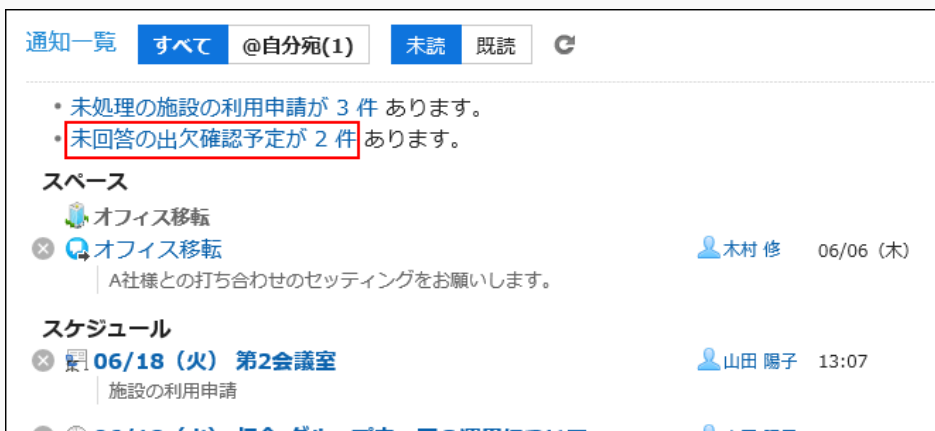 通知一覧 すべて @自分宛(1) 未読 既読
・未処理の施設の利用申請が 3 件 あります。
・未回答の出欠確認予定が 2 件 あります。
スペース
オフィス移転
オフィス移転 木村 修 06/06（木）
A社様との打ち合わせのセッティングをお願いします。
スケジュール
06/18（火） 第2会議室 山田 陽子 13:07
施設の利用申請